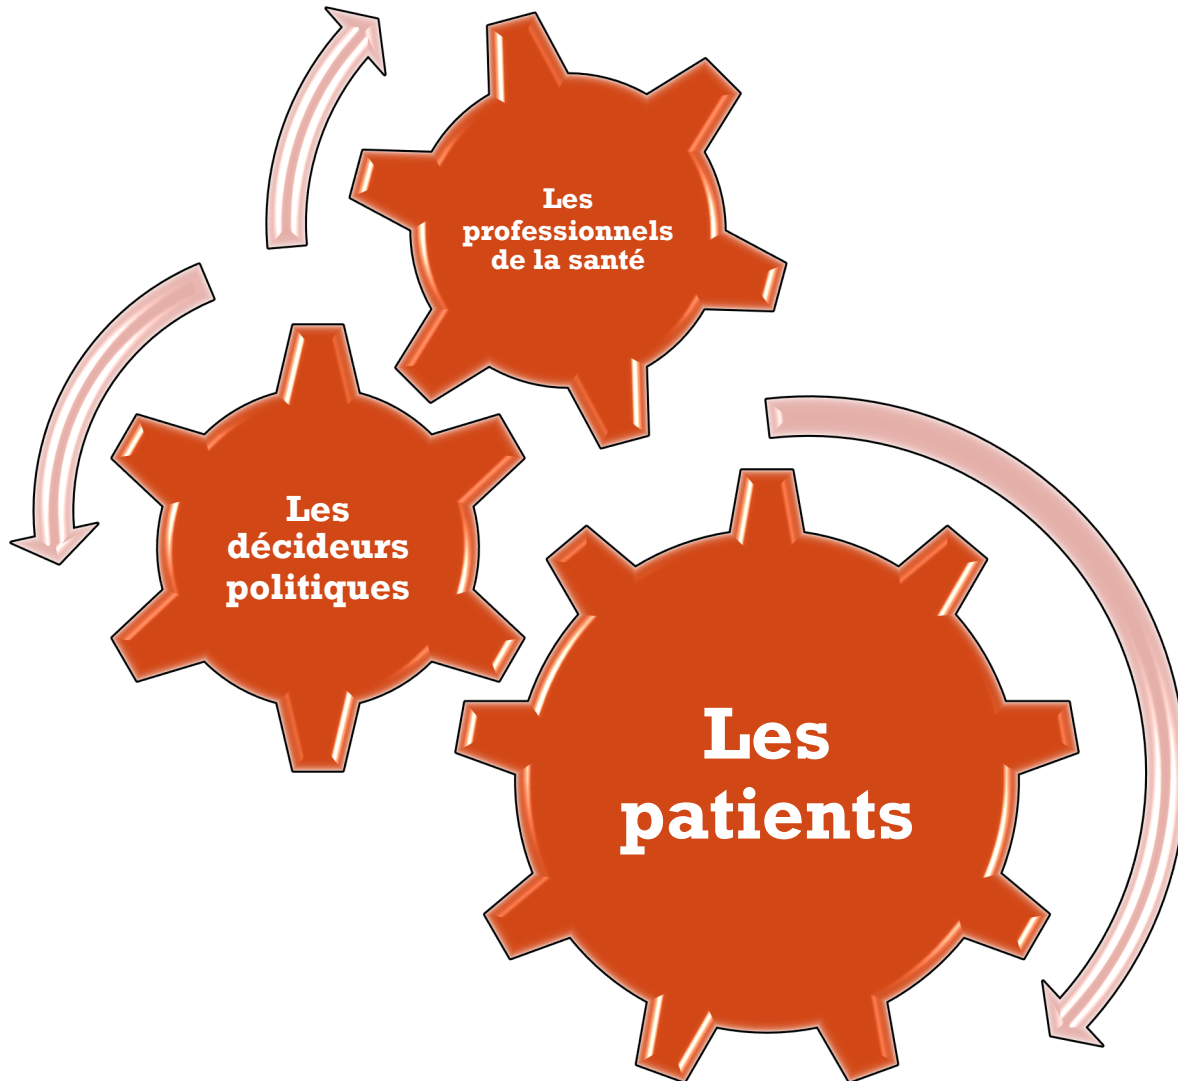 Les
professionnels
de la santé
Les
décideurs
politiques
Les
patients